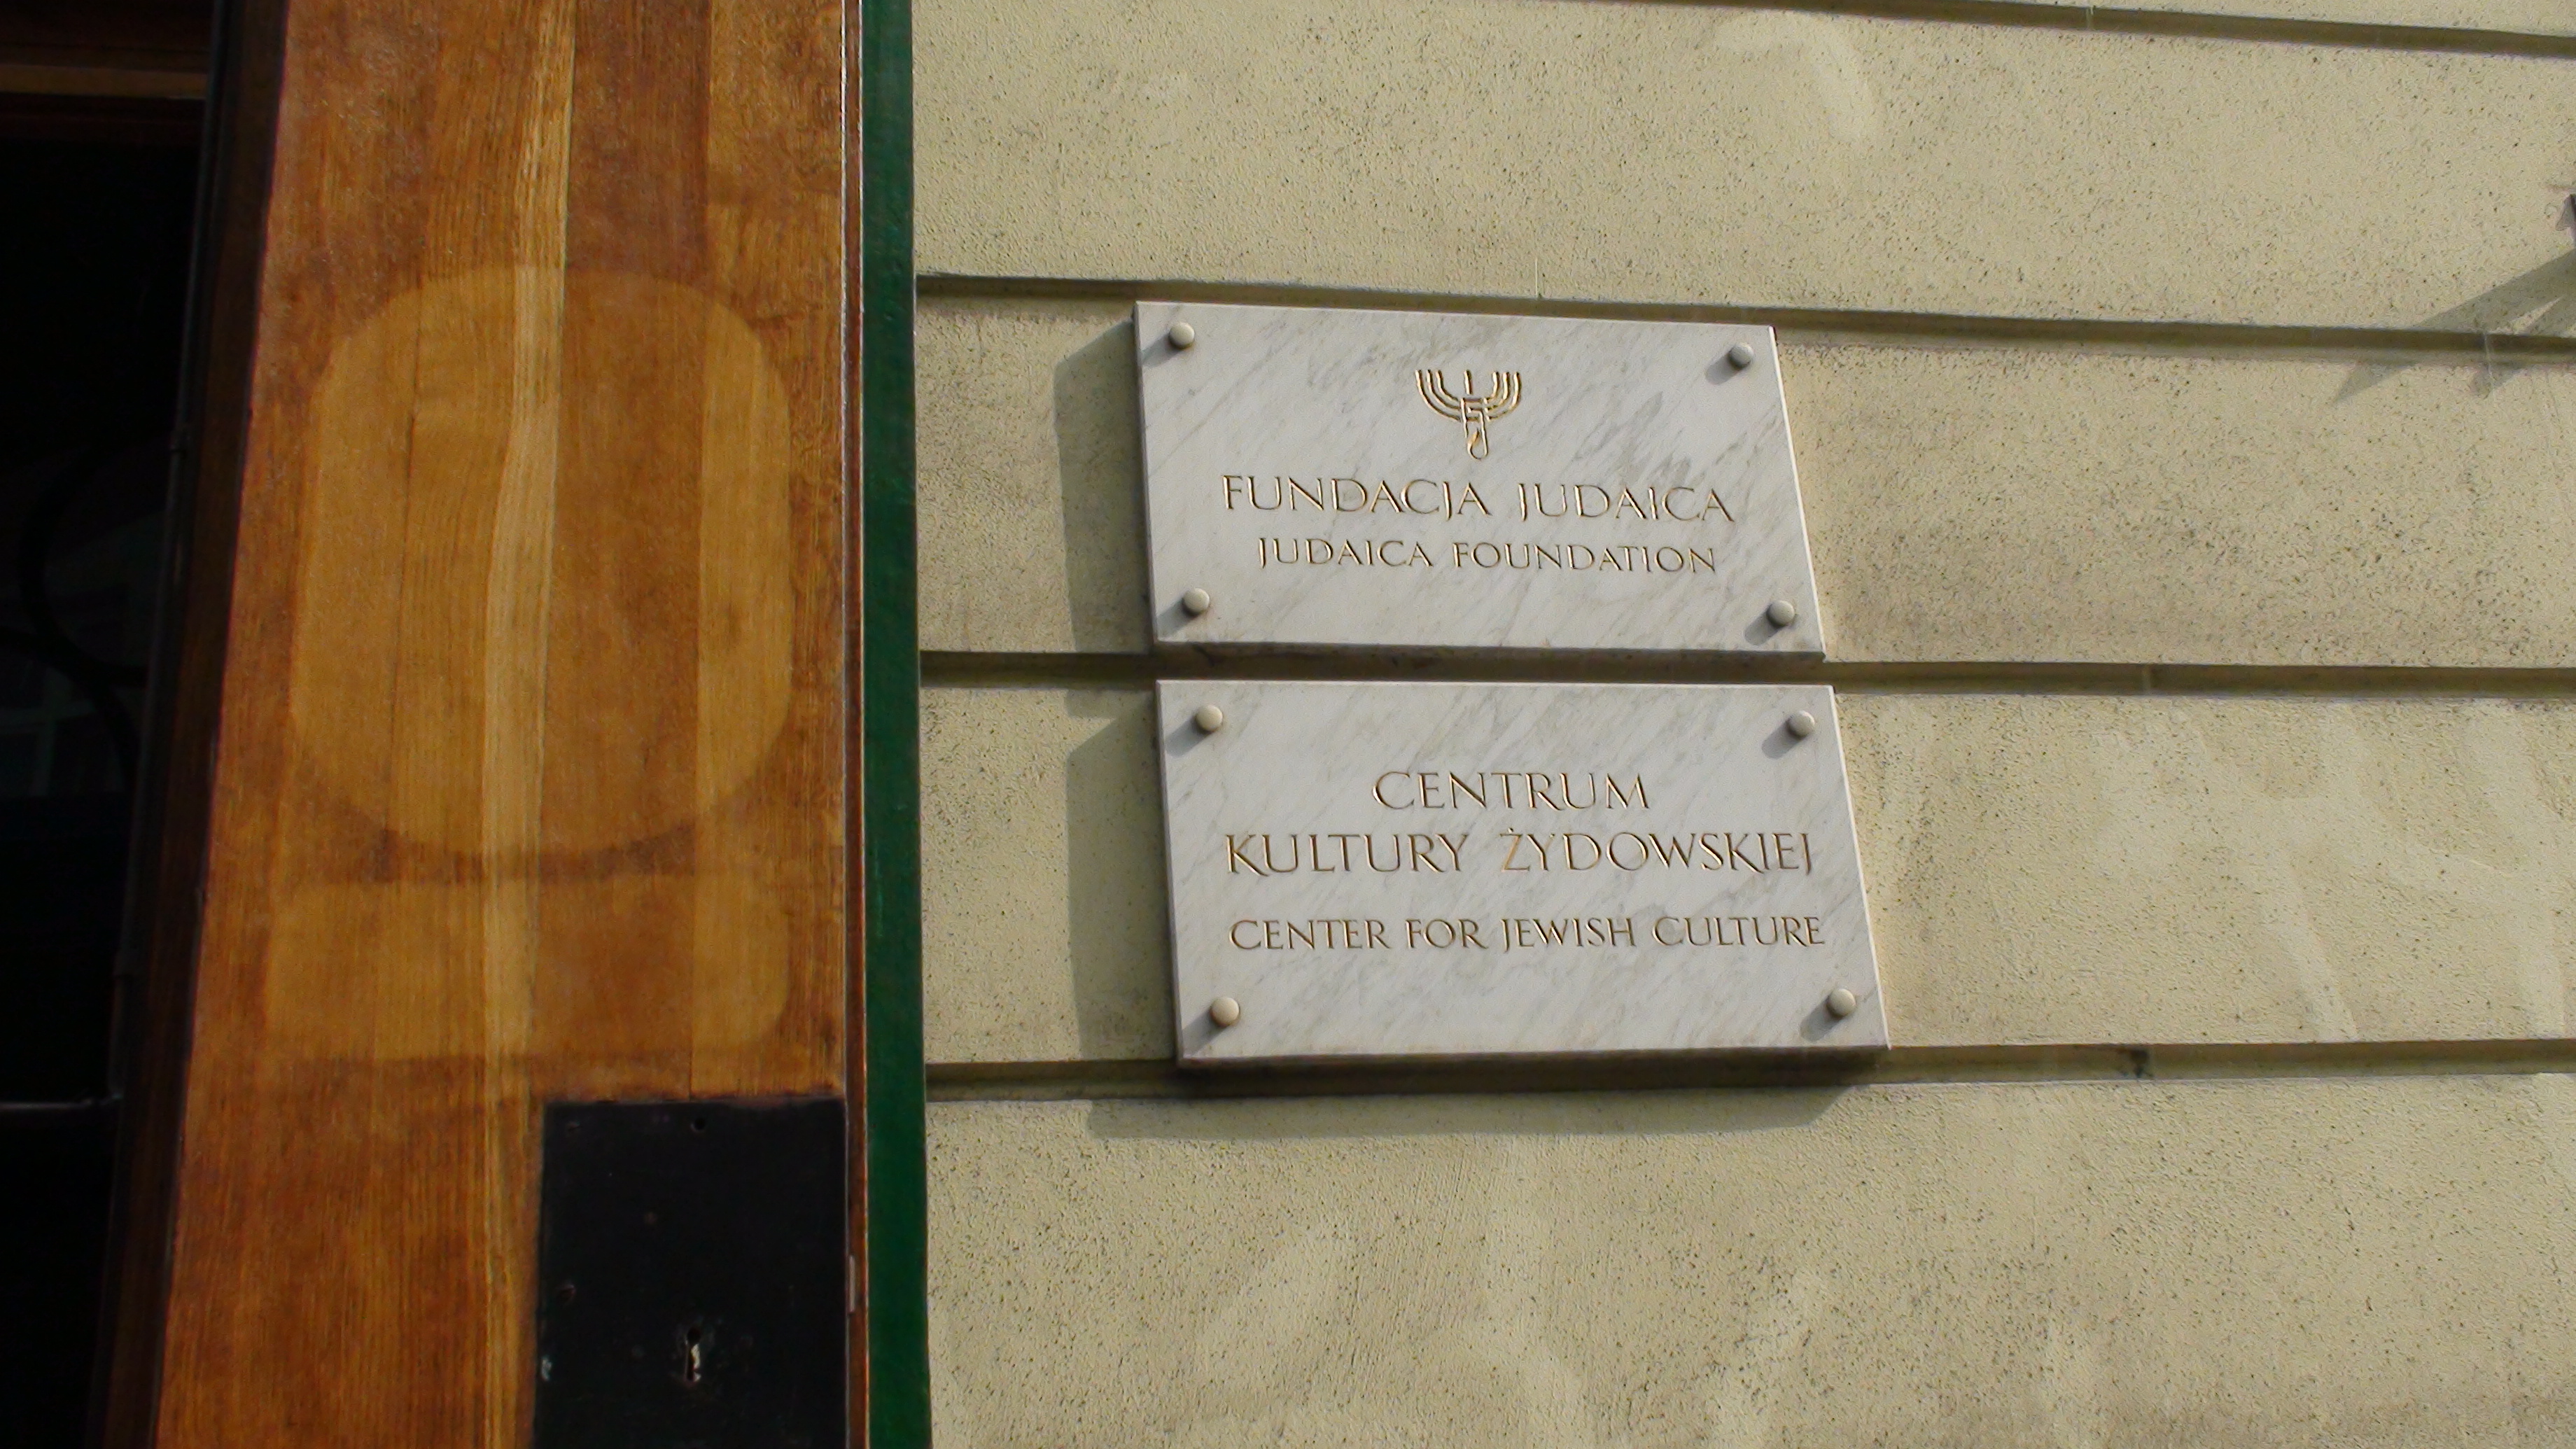 FUNDACJA JUDAICA
JUDAICA FOUNDATION
CENTRUM
KULTURY ŻYDOWSKIEJ
CENTER FOR JEWISH CULTURE